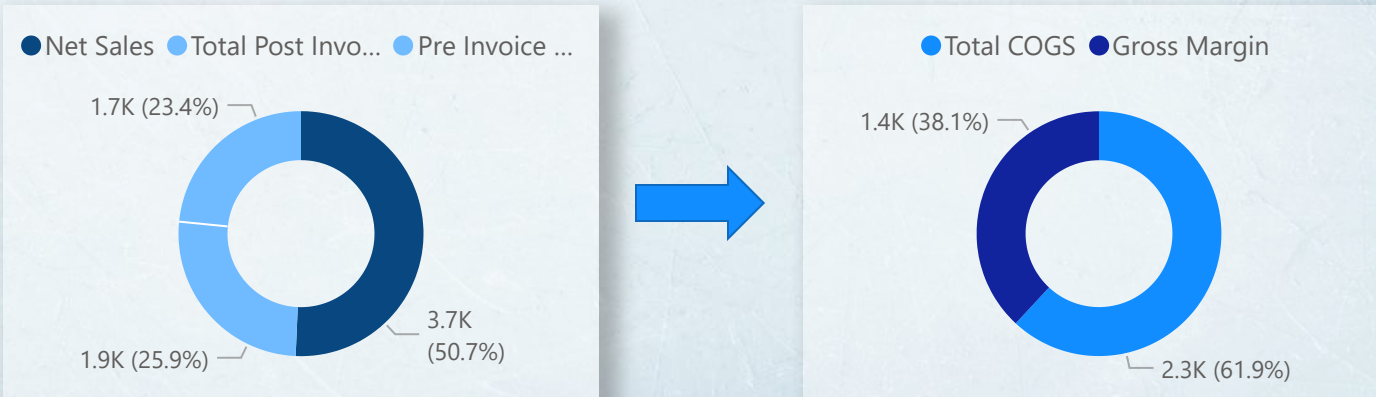 Net Sales Total Post Invo... Pre Invoice ...
1.7K (23.4%)
3.7K
(50.7%)
1.9K (25.9%)
Total COGS Gross Margin
1.4K (38.1%)
2.3K (61.9%)